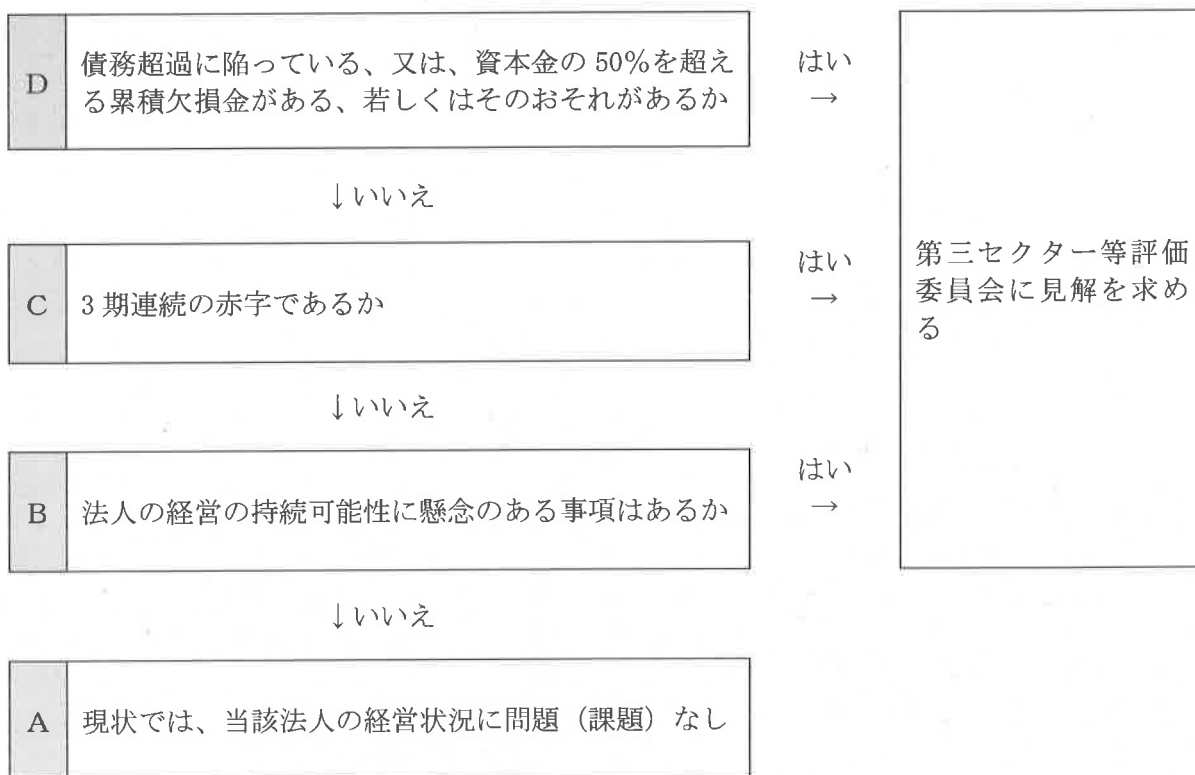 D
債務超過に陥っている、又は、資本金の 50%を超え
る累積欠損金がある、若しくはそのおそれがあるか
はい
→
↓いいえ
C
3 期連続の赤字であるか
はい
→
第三セクター等評価
委員会に見解を求め
る
↓いいえ
B
法人の経営の持続可能性に懸念のある事項はあるか
はい
→
↓いいえ
A
現状では、当該法人の経営状況に問題（課題）なし